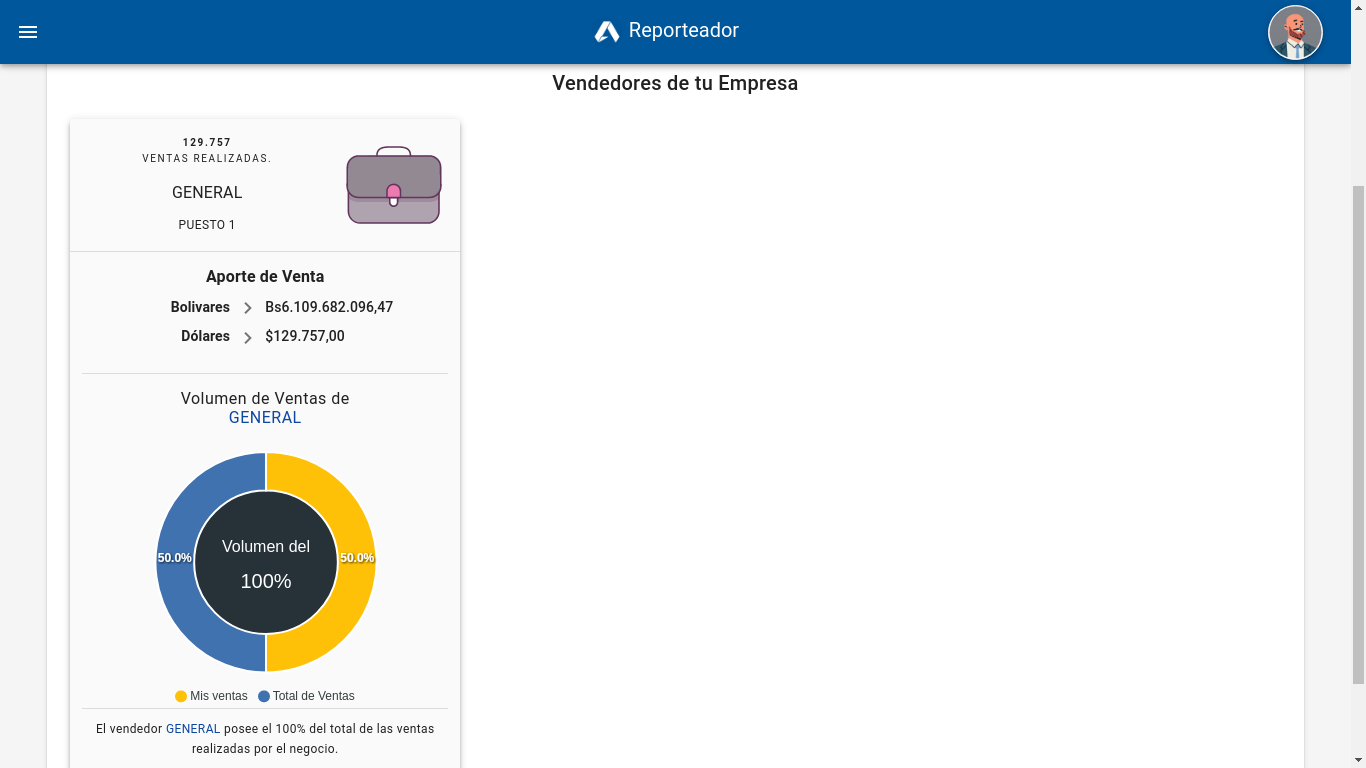 Reporteador
Vendedores de tu Empresa
129.757
VENTAS REALIZADAS.
GENERAL
PUESTO 1
Aporte de Venta
Bolivares Bs6.109.682.096,47
Dólares $129.757,00
Volumen de Ventas de
GENERAL
50.0% 50.0%
Volumen del
100%
Mis ventas Total de Ventas
El vendedor GENERAL posee el 100% del total de las ventas
realizadas por el negocio.